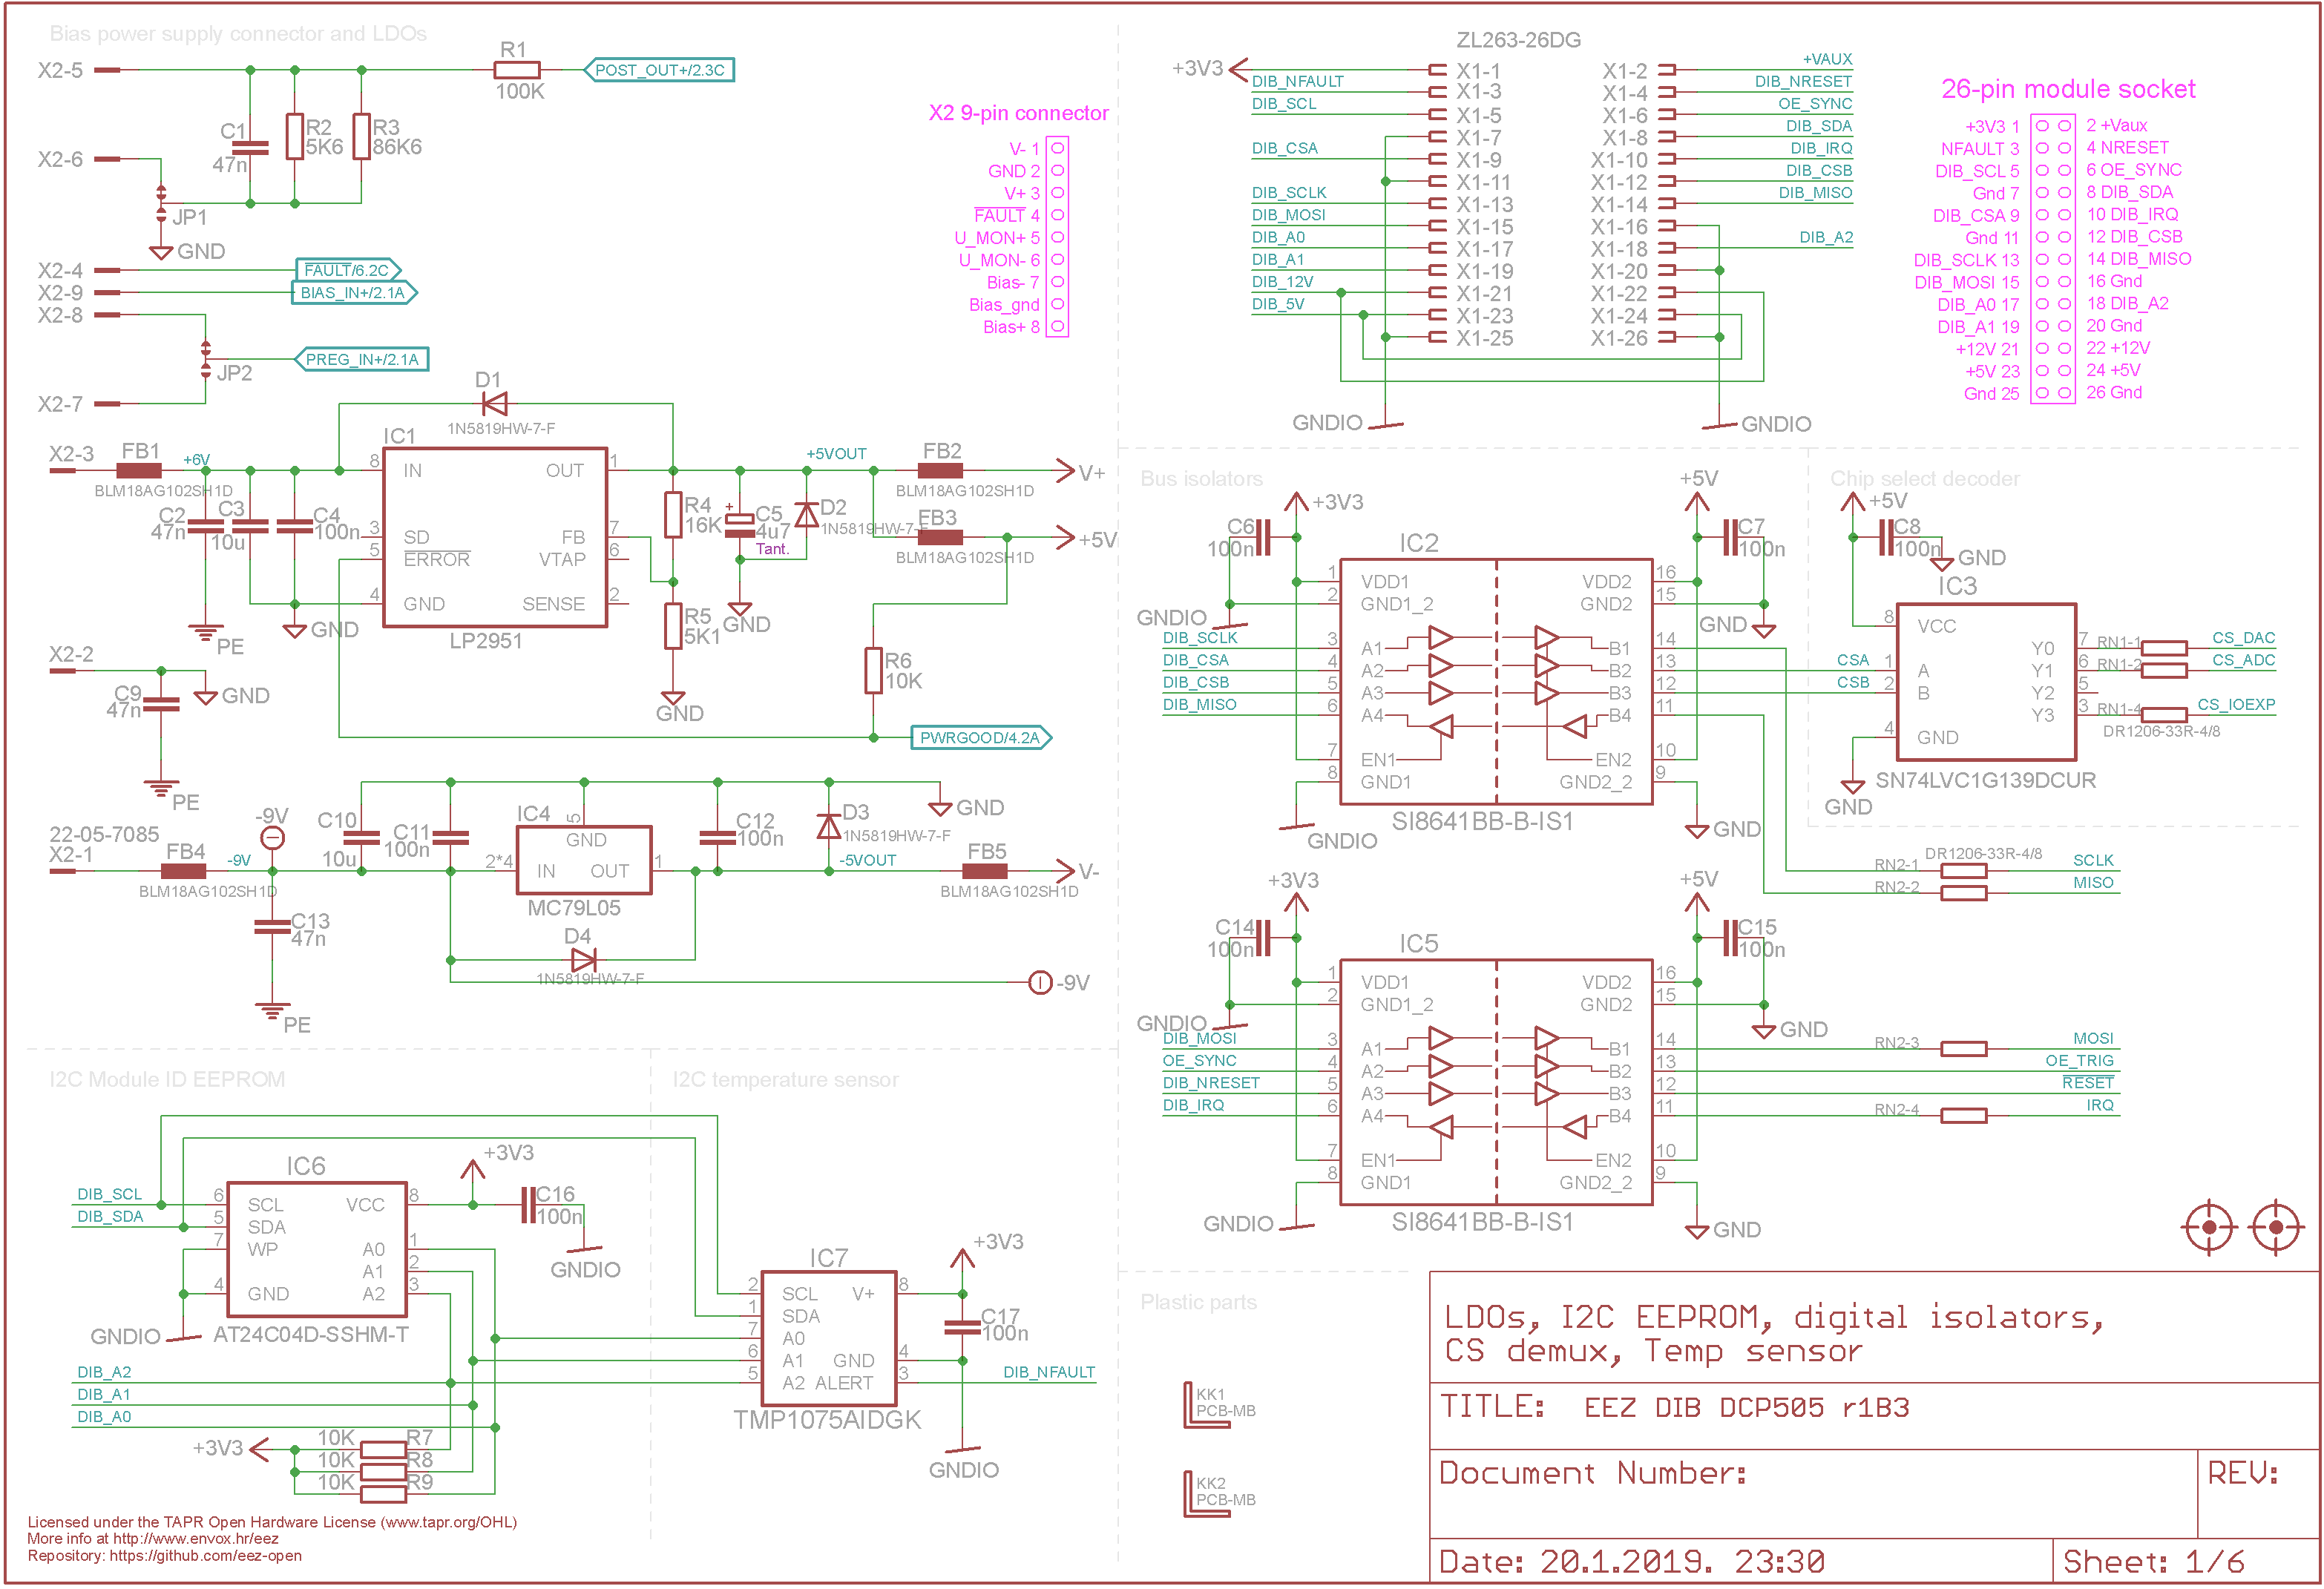 Bias power supply connector and LDOs
X2-5
R1
100K
POST_OUT+/2.3C
C1
47n
R2
5K6
R3
86K6
X2-6
JP1
GND
X2-4
FAULT/6.2C
X2-9
BIAS_IN+/2.1A
X2-8
PREG_IN+/2.1A
JP2
X2-7
X2 9-pin connector
V- 1
GND 2
V+ 3
FAULT 4
U_MON+ 5
U_MON- 6
Bias- 7
Bias_gnd
Bias+ 8
D1
1N5819HW-7-F
X2-3
FB1
BLM18AG102SH1D
+6V
C2
47n
C3
10u
C4
100n
PE
GND
IC1
8 IN
OUT 1
3 SD
FB 7
5 ERROR
VTAP 6
4 GND
SENSE 2
LP2951
R4
16K
R5
5K1
GND
C5
4u7
Tant.
+
GND
D2
1N5819HW-7-F
+5VOUT
FB2
BLM18AG102SH1D
V+
FB3
BLM18AG102SH1D
+5V
R6
10K
PWRGOOD/4.2A
X2-2
C9
47n
GND
PE
22-05-7085
X2-1
FB4
BLM18AG102SH1D
-9V
-9V
C13
47n
PE
C10
10u
C11
100n
IC4
5
GND
2*4
IN
OUT
1
MC79L05
C12
100n
D3
1N5819HW-7-F
GND
-5VOUT
FB5
BLM18AG102SH1D
V-
D4
1N5819HW-7-F
-9V
ZL263-26DG
+3V3
X1-1
X1-2
+VAUX
DIB_NFAULT
X1-3
X1-4
DIB_NRESET
DIB_SCL
X1-5
X1-6
OE_SYNC
X1-7
X1-8
DIB_SDA
DIB_CSA
X1-9
X1-10
DIB_IRQ
X1-11
X1-12
DIB_CSB
DIB_SCLK
X1-13
X1-14
DIB_MISO
DIB_MOSI
X1-15
X1-16
DIB_A0
X1-17
X1-18
DIB_A2
DIB_A1
X1-19
X1-20
DIB_12V
X1-21
X1-22
DIB_5V
X1-23
X1-24
X1-25
X1-26
GNDIO
GNDIO
26-pin module socket
+3V3 1
2 +Vaux
NFAULT 3
4 NRESET
DIB_SCL 5
6 OE_SYNC
Gnd 7
8 DIB_SDA
DIB_CSA 9
10 DIB_IRQ
Gnd 11
12 DIB_CSB
DIB_SCLK 13
14 DIB_MISO
DIB_MOSI 15
16 Gnd
DIB_A0 17
18 DIB_A2
DIB_A1 19
20 Gnd
+12V 21
22 +12V
+5V 23
24 +5V
Gnd 25
26 Gnd
Bus isolators
+3V3
C6
100n
GNDIO
+5V
C7
100n
GND
IC2
1 VDD1
VDD2 16
2 GND1_2
GND2 15
DIB_SCLK
3 A1
B1 14
DIB_CSA
4 A2
B2 13
CSA
DIB_CSB
5 A3
B3 12
CSB
DIB_MISO
6 A4
B4 11
7 EN1
EN2 10
8 GND1
GND2_2 9
GNDIO
SI8641BB-B-IS1
GND
Chip select decoder
+5V
C8
100n
GND
IC3
8 VCC
Y0 7
RN1-1
CS_DAC
1 A
Y1 6
RN1-2
CS_ADC
2 B
Y2 5
Y3 3
RN1-4
CS_IOEXP
DR1206-33R-4/8
4 GND
GND
SN74LVC1G139DCUR
DR1206-33R-4/8
RN2-1
SCLK
RN2-2
MISO
+3V3
C14
100n
GNDIO
+5V
C15
100n
GND
IC5
1 VDD1
VDD2 16
2 GND1_2
GND2 15
DIB_MOSI
3 A1
B1 14
RN2-3
MOSI
OE_SYNC
4 A2
B2 13
OE_TRIG
DIB_NRESET
5 A3
B3 12
RESET
DIB_IRQ
6 A4
B4 11
RN2-4
IRQ
7 EN1
EN2 10
8 GND1
GND2_2 9
GNDIO
SI8641BB-B-IS1
GND
I2C Module ID EEPROM
I2C temperature sensor
IC6
DIB_SCL
6 SCL
VCC 8
DIB_SDA
5 SDA
7 WP
A0 1
A1 2
4 GND
A2 3
GNDIO
AT24C04D-SSHM-T
+3V3
C16
100n
GNDIO
DIB_A2
DIB_A1
DIB_A0
+3V3
10K R7
10K R8
10K R9
IC7
2 SCL
V+ 8
1 SDA
7 A0
6 A1
GND 4
5 A2
ALERT 3
TMP1075AIDGK
+3V3
C17
100n
DIB_NFAULT
GNDIO
Plastic parts
KK1
PCB-MB
KK2
PCB-MB
LDOs, I2C EEPROM, digital isolators,
CS demux, Temp sensor
TITLE: EEZ DIB DCP505 r1B3
Document Number:
REV:
Date: 20.1.2019. 23:30
Sheet: 1/6
Licensed under the TAPR Open Hardware License (www.tapr.org/OHL)
More info at http://www.envox.hr/eez
Repository: https://github.com/eez-open